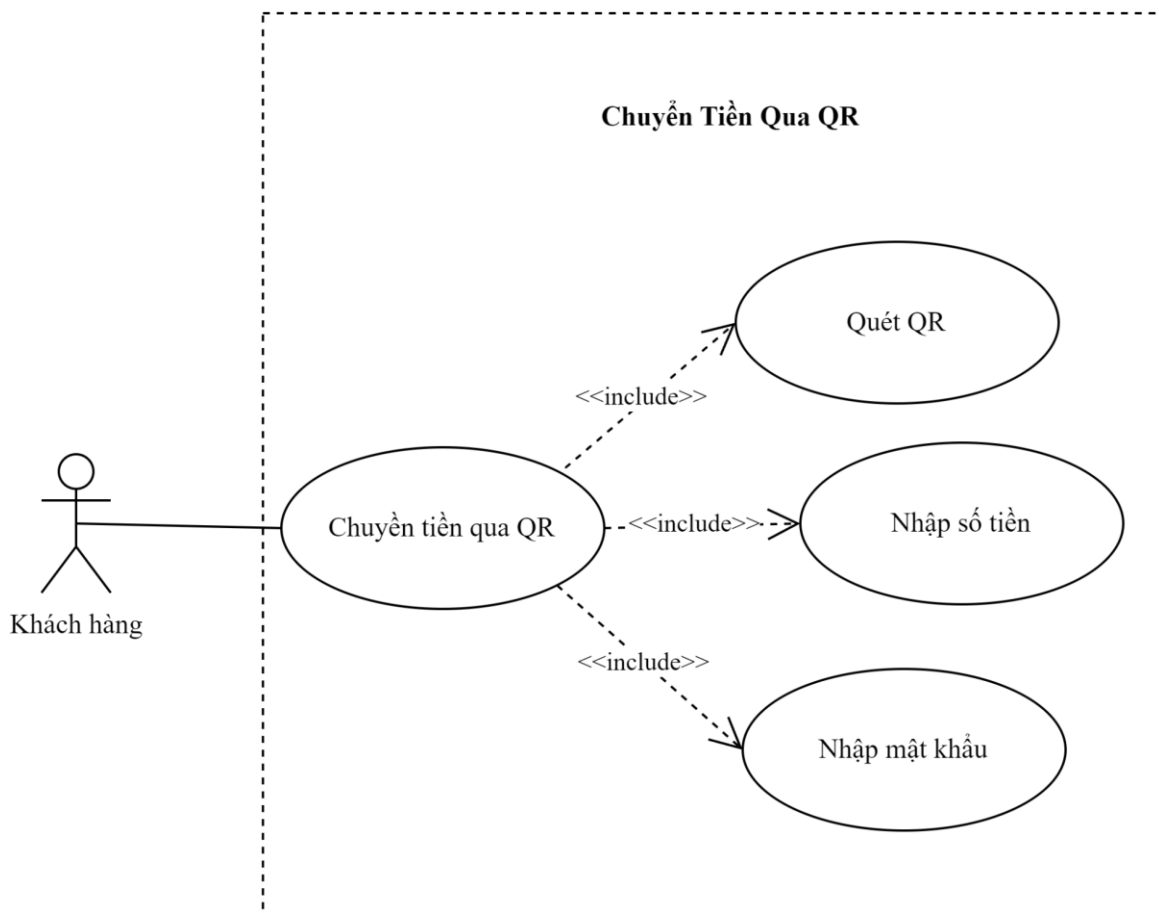 Chuyển Tiền Qua QR
Quét QR
<<include>>
Chuyền tiền qua QR
<<include>>
Nhập số tiền
Khách hàng
<<include>>
Nhập mật khẩu